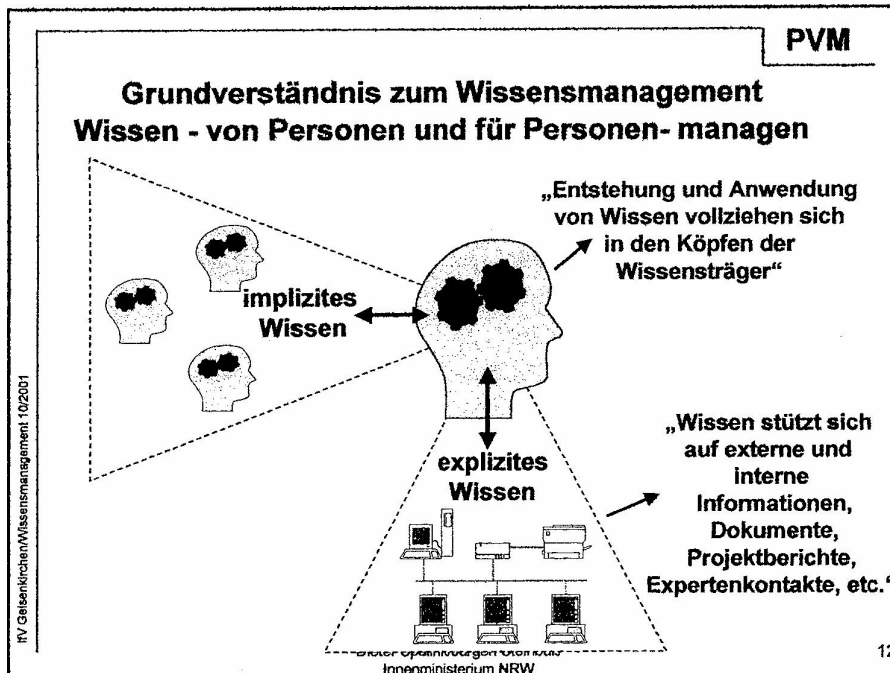 PVM
Grundverständnis zum Wissensmanagement
Wissen - von Personen und für Personen- managen
„Entstehung und Anwendung
von Wissen vollziehen sich
in den Köpfen der
Wissensträger“
implizites
Wissen
explizites
Wissen
„Wissen stützt sich
auf externe und
interne
Informationen,
Dokumente,
Projektberichte,
Expertenkontakte, etc.“
IfV Gelsenkirchen/Wissensmanagement 10/2001
Innenministerium NRW
12